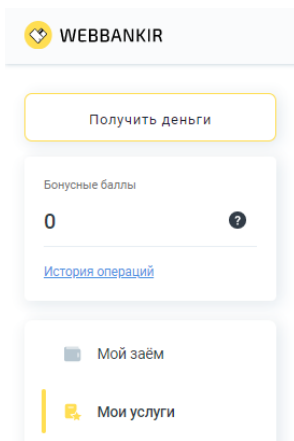 WEBBANKIR
Получить деньги
Бонусные баллы
0 ?
История операций
Мой заём
Мои услуги